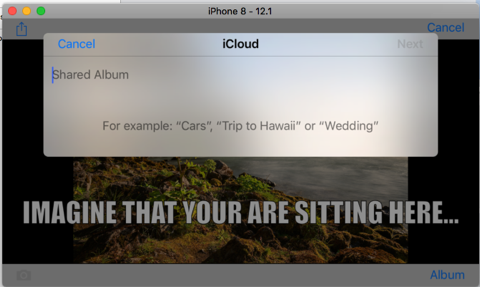 iPhone 8 - 12.1
Cancel
Cancel iCloud Next
Shared Album
For example: “Cars”, “Trip to Hawaii” or “Wedding”
IMAGINE THAT YOUR ARE SITTING HERE...
Album